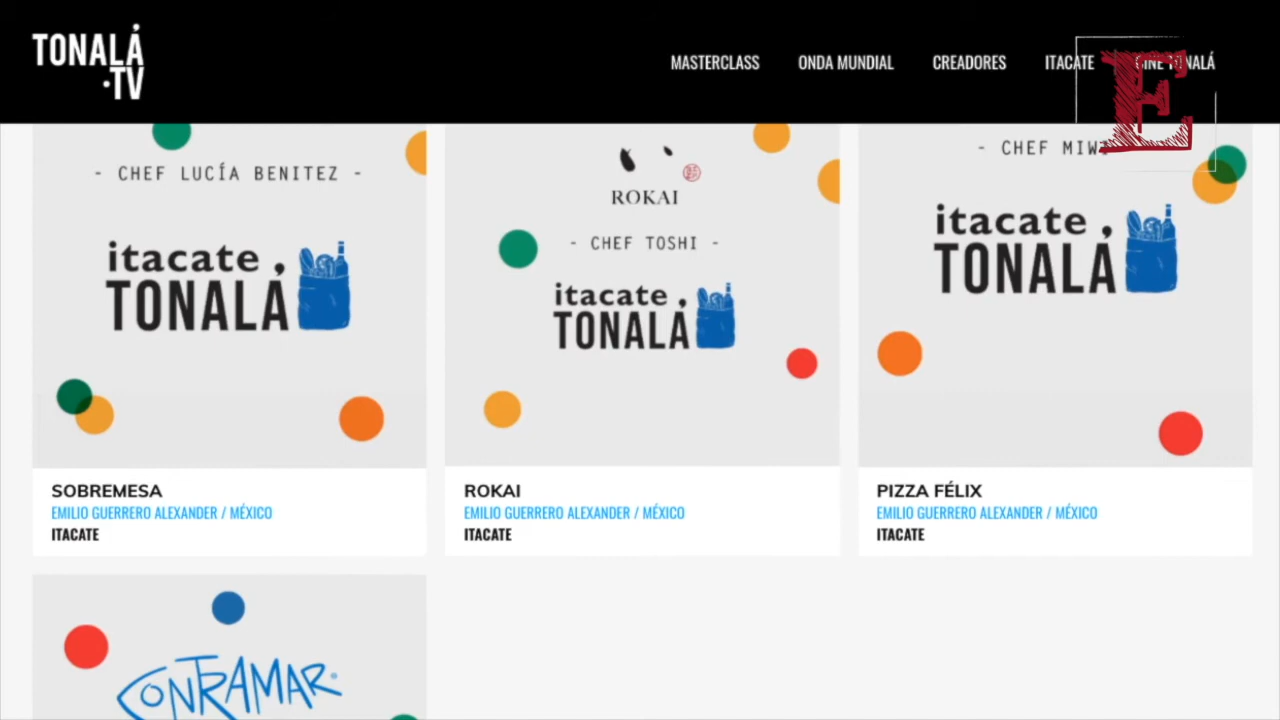 TONALÁ
·TV
MASTERCLASS
ONDA MUNDIAL
CREADORES
ITACATE
CINE TONALÁ
E
- CHEF LUCÍA BENITEZ -
itacate,
TONALÁ
SOBREMESA
EMILIO GUERRERO ALEXANDER / MÉXICO
ITACATE
ROKAI
- CHEF TOSHI -
itacate,
TONALÁ
ROKAI
EMILIO GUERRERO ALEXANDER / MÉXICO
ITACATE
- CHEF
itacate,
TONALÁ
PIZZA FÉLIX
EMILIO GUERRERO ALEXANDER / MÉXICO
ITACATE
CONTRAMAR